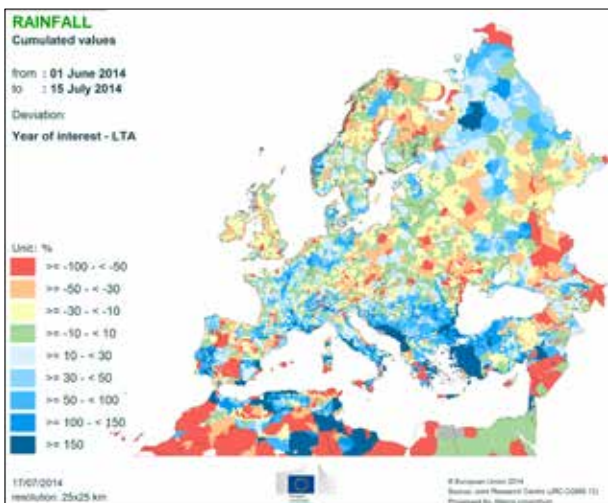 RAINFALL
Cumulated values
from : 01 June 2014
to : 15 July 2014
Deviation:
Year of interest - LTA
Unit: %
>= -100 - < -50
>= -50 - < -30
>= -30 - < -10
>= -10 - < 10
>= 10 - < 30
>= 30 - < 50
>= 50 - < 100
>= 100 - < 150
>= 150
17/07/2014
resolution: 25x25 km
© European Union 2014
Source: Joint Research Centre
Processed by